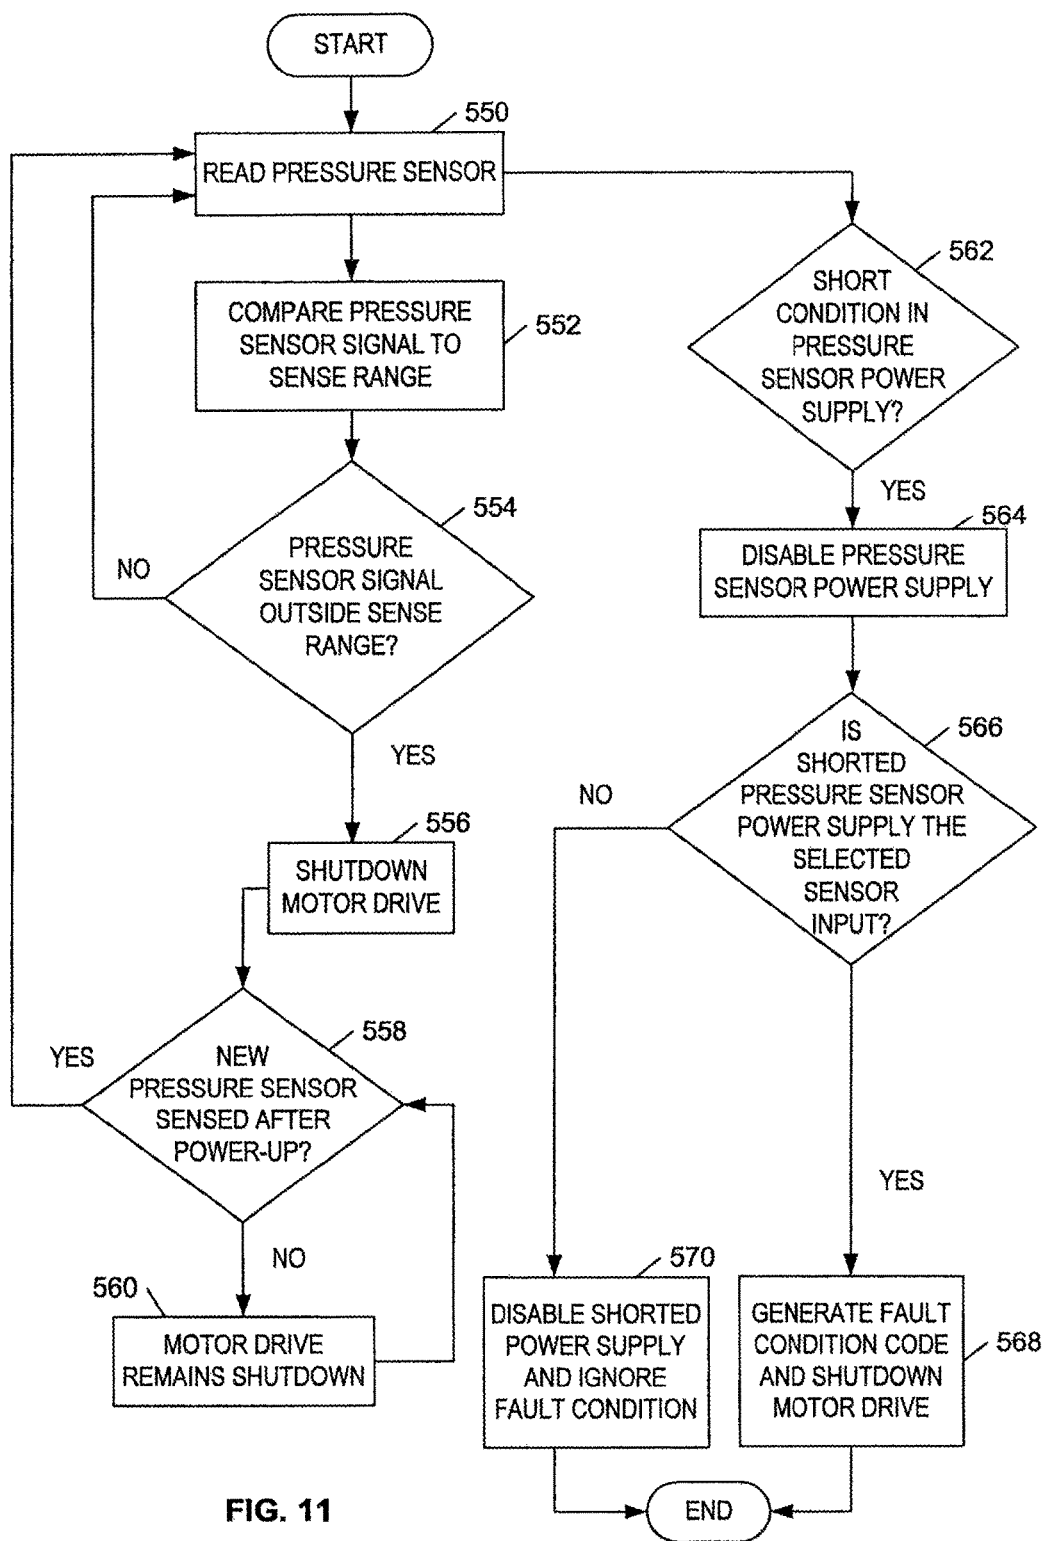 START
550
READ PRESSURE SENSOR
COMPARE PRESSURE
SENSOR SIGNAL TO
SENSE RANGE
552
PRESSURE
SENSOR SIGNAL
OUTSIDE SENSE
RANGE?
554
NO
YES
556
SHUTDOWN
MOTOR DRIVE
558
NEW
PRESSURE SENSOR
SENSED AFTER
POWER-UP?
YES
NO
560
MOTOR DRIVE
REMAINS SHUTDOWN
562
SHORT
CONDITION IN
PRESSURE
SENSOR POWER
SUPPLY?
YES
564
DISABLE PRESSURE
SENSOR POWER SUPPLY
566
IS
SHORTED
PRESSURE SENSOR
POWER SUPPLY THE
SELECTED
SENSOR
INPUT?
NO
YES
570
DISABLE SHORTED
POWER SUPPLY
AND IGNORE
FAULT CONDITION
GENERATE FAULT
CONDITION CODE
AND SHUTDOWN
MOTOR DRIVE
568
END
FIG. 11